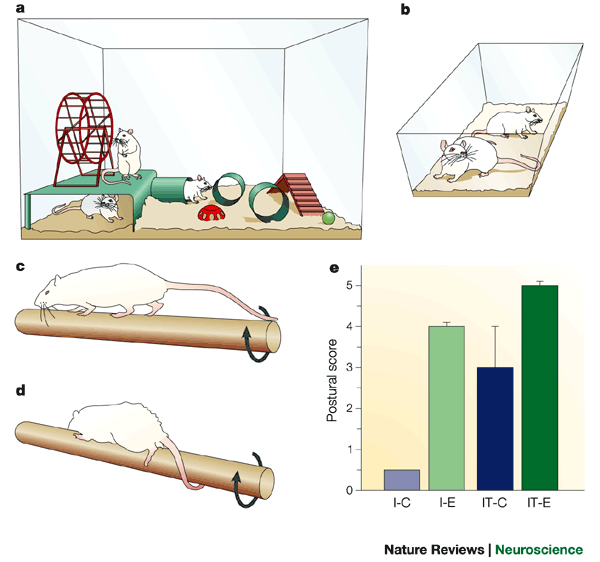 a
b
c
d
e
Postural score
5
4
3
2
1
0
I-C I-E IT-C IT-E
Nature Reviews | Neuroscience